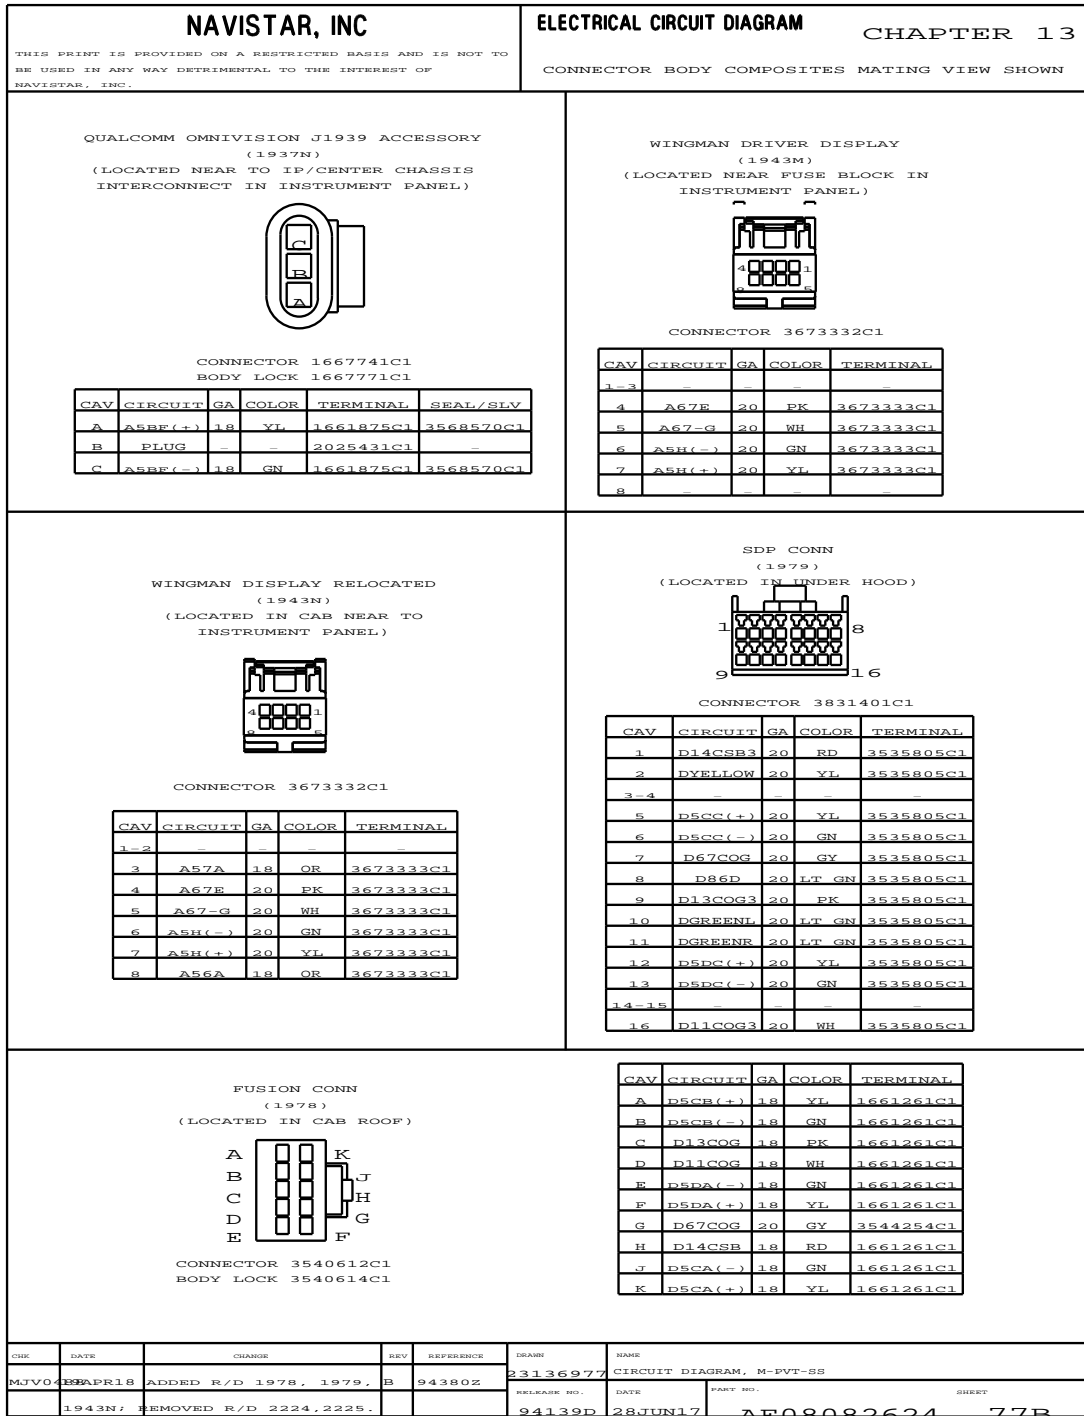 NAVISTAR, INC
THIS PRINT IS PROVIDED ON A RESTRICTED BASIS AND IS NOT TO
BE USED IN ANY WAY DETRIMENTAL TO THE INTEREST OF
NAVISTAR, INC.
ELECTRICAL CIRCUIT DIAGRAM CHAPTER 13
CONNECTOR BODY COMPOSITES MATING VIEW SHOWN
QUALCOMM OMNIVISION J1939 ACCESSORY
(1937N)
(LOCATED NEAR TO IP/CENTER CHASSIS
INTERCONNECT IN INSTRUMENT PANEL)
C
B
A
CONNECTOR 1667741C1
BODY LOCK 1667771C1
CAV CIRCUIT GA COLOR TERMINAL SEAL/SLV
A A5BF(+) 18 YL 1661875C1 3568570C1
B PLUG – – 2025431C1 –
C A5BF(-) 18 GN 1661875C1 3568570C1
WINGMAN DRIVER DISPLAY
(1943M)
(LOCATED NEAR FUSE BLOCK IN
INSTRUMENT PANEL)
4 1
8 5
CONNECTOR 3673332C1
CAV CIRCUIT GA COLOR TERMINAL
1-3 – – – –
4 A67E 20 PK 3673333C1
5 A67-G 20 WH 3673333C1
6 A5H(-) 20 GN 3673333C1
7 A5H(+) 20 YL 3673333C1
8 – – – –
WINGMAN DISPLAY RELOCATED
(1943N)
(LOCATED IN CAB NEAR TO
INSTRUMENT PANEL)
4 1
8 5
CONNECTOR 3673332C1
CAV CIRCUIT GA COLOR TERMINAL
1-2 – – – –
3 A57A 18 OR 3673333C1
4 A67E 20 PK 3673333C1
5 A67-G 20 WH 3673333C1
6 A5H(-) 20 GN 3673333C1
7 A5H(+) 20 YL 3673333C1
8 A56A 18 OR 3673333C1
SDP CONN
(1979)
(LOCATED IN UNDER HOOD)
1 8
9 16
CONNECTOR 3831401C1
CAV CIRCUIT GA COLOR TERMINAL
1 D14CSB3 20 RD 3535805C1
2 DYELLOW 20 YL 3535805C1
3-4 – – – –
5 D5CC(+) 20 YL 3535805C1
6 D5CC(-) 20 GN 3535805C1
7 D67COG 20 GY 3535805C1
8 D86D 20 LT GN 3535805C1
9 D13COG3 20 PK 3535805C1
10 DGREENL 20 LT GN 3535805C1
11 DGREENR 20 LT GN 3535805C1
12 D5DC(+) 20 YL 3535805C1
13 D5DC(-) 20 GN 3535805C1
14-15 – – – –
16 D11COG3 20 WH 3535805C1
FUSION CONN
(1978)
(LOCATED IN CAB ROOF)
A K
B J
C H
D G
E F
CONNECTOR 3540612C1
BODY LOCK 3540614C1
CAV CIRCUIT GA COLOR TERMINAL
A D5CB(+) 18 YL 1661261C1
B D5CB(-) 18 GN 1661261C1
C D13COG 18 PK 1661261C1
D D11COG 18 WH 1661261C1
E D5DA(-) 18 GN 1661261C1
F D5DA(+) 18 YL 1661261C1
G D67COG 20 GY 3544254C1
H D14CSB 18 RD 1661261C1
J D5CA(-) 18 GN 1661261C1
K D5CA(+) 18 YL 1661261C1
CHK DATE CHANGE REV REFERENCE
ADDED R/D 1978, 1979, B 94380Z
1943N; REMOVED R/D 2224,2225.
DRAWN NAME
23136977 CIRCUIT DIAGRAM, M-PVT-SS
RELEASE NO. DATE PART NO. SHEET
94139D 28JUN17 AF08082624 77B